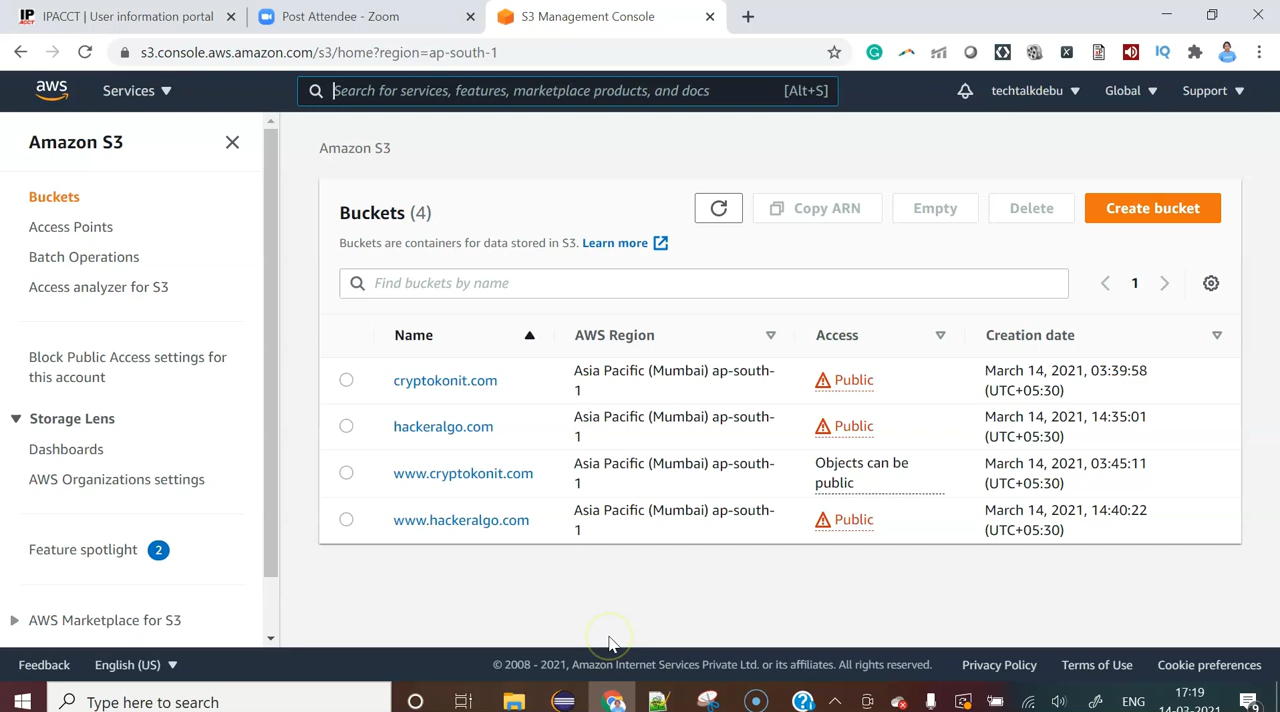 IPACCT | User information portal
Post Attendee - Zoom
S3 Management Console
s3.console.aws.amazon.com/s3/home?region=ap-south-1
aws
Services
Search for services, features, marketplace products, and docs
[Alt+S]
techtalkdebu
Global
Support
Amazon S3
Buckets
Access Points
Batch Operations
Access analyzer for S3
Block Public Access settings for
this account
Storage Lens
Dashboards
AWS Organizations settings
Feature spotlight 2
AWS Marketplace for S3
Amazon S3
Buckets (4)
Copy ARN
Empty
Delete
Create bucket
Buckets are containers for data stored in S3. Learn more
Find buckets by name
1
Name
AWS Region
Access
Creation date
cryptokonit.com
Asia Pacific (Mumbai) ap-south-
1
Public
March 14, 2021, 03:39:58
(UTC+05:30)
hackeralgo.com
Asia Pacific (Mumbai) ap-south-
1
Public
March 14, 2021, 14:35:01
(UTC+05:30)
www.cryptokonit.com
Asia Pacific (Mumbai) ap-south-
1
Objects can be
public
March 14, 2021, 03:45:11
(UTC+05:30)
www.hackeralgo.com
Asia Pacific (Mumbai) ap-south-
1
Public
March 14, 2021, 14:40:22
(UTC+05:30)
Feedback
English (US)
© 2008 - 2021, Amazon Internet Services Private Ltd. or its affiliates. All rights reserved.
Privacy Policy
Terms of Use
Cookie preferences
Type here to search
ENG
17:19
14-03-2021